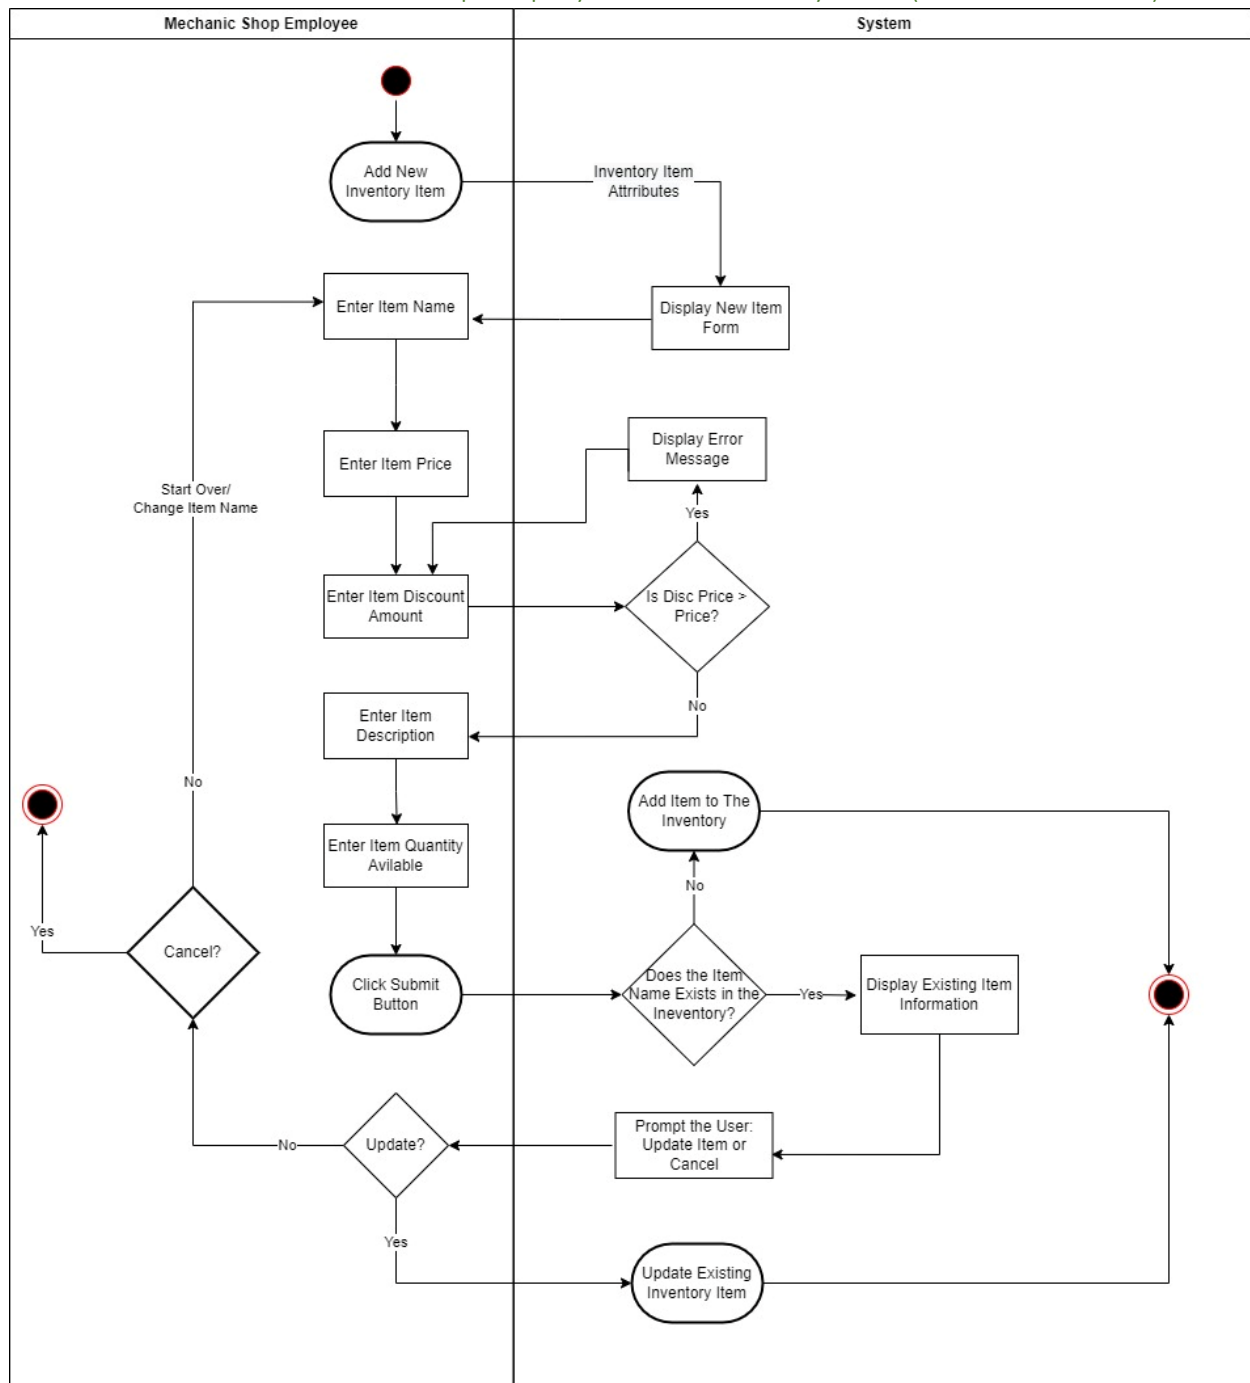 Mechanic Shop Employee
System
Add New
Inventory Item
Inventory Item
Attrributes
Enter Item Name
Display New Item
Form
Display Error
Message
Enter Item Price
Start Over/
Change Item Name
Yes
Enter Item Discount
Amount
Is Disc Price >
Price?
No
Enter Item
Description
No
Add Item to The
Inventory
Enter Item Quantity
Avilable
No
Yes
Cancel?
Click Submit
Button
Does the Item
Name Exists in the
Ineventory?
Yes
Display Existing Item
Information
Update?
No
Prompt the User:
Update Item or
Cancel
Yes
Update Existing
Inventory Item